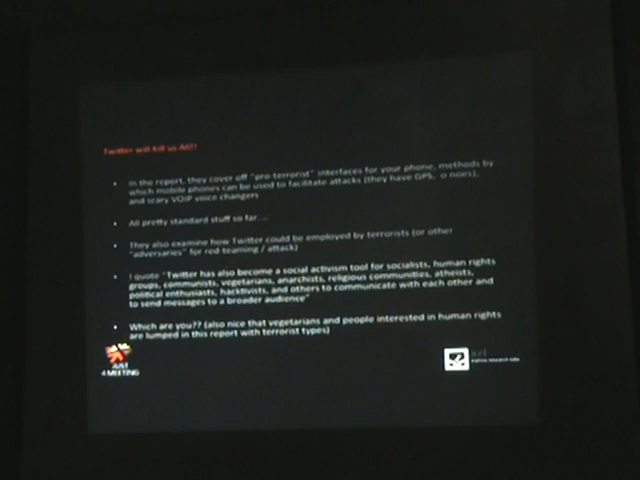 Twitter will kill us All!!
In the report, they cover off "pro-terrorist" interfaces for your phone, methods by
which mobile phones can be used to facilitate attacks (they have GPS, o noes),
and scary VOIP voice changers
All pretty standard stuff so far....
They also examine how Twitter could be employed by terrorists (or other
"adversaries" for red-teaming / attack)
I quote "Twitter has also become a social activism tool for socialists, human rights
groups, communists, vegetarians, anarchists, religious communities, atheists,
political enthusiasts, hacktivists, and others to communicate with each other and
to send messages to a broader audience"
Which are you?? (also nice that vegetarians and people interested in human rights
are lumped in this report with terrorist types)
JUST
4 MEETING